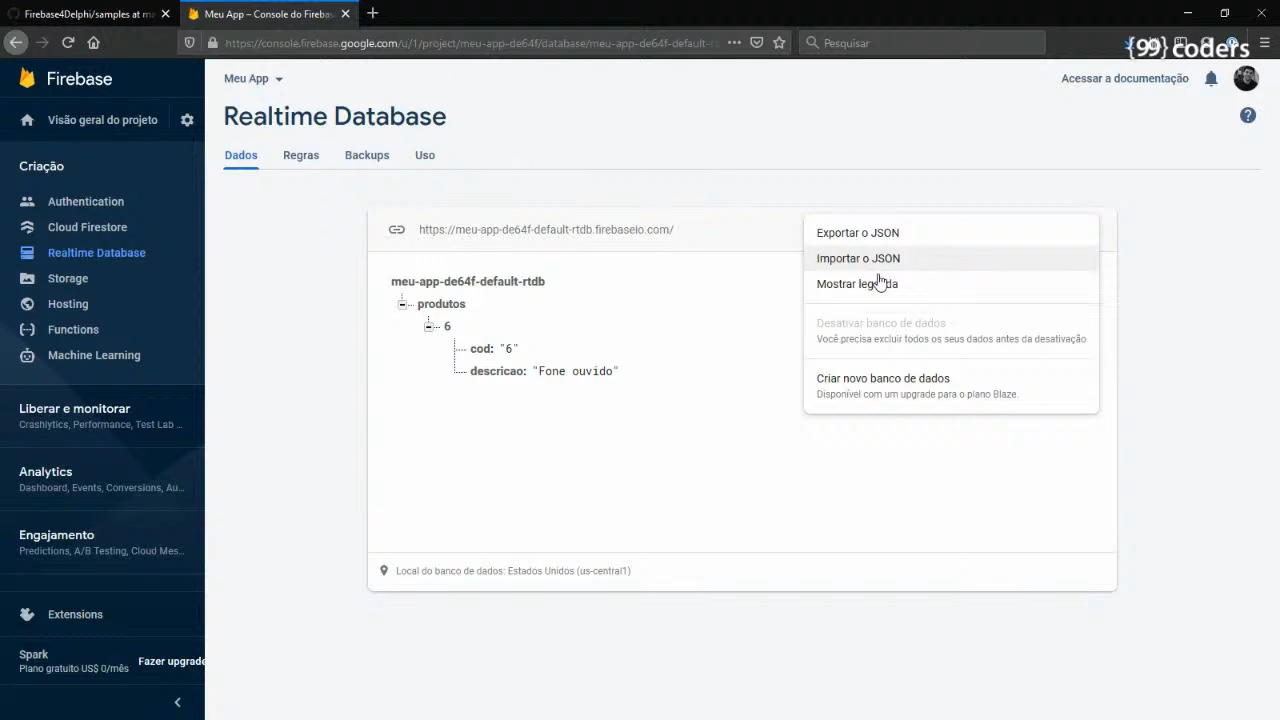 Firebase4Delphi/samples at ma
Meu App – Console do Firebas
https://console.firebase.google.com/u/1/project/meu-app-de64f/database/meu-app-de64f-default-r
Pesquisar
{99} coders
Firebase
Meu App
Acessar a documentação
Visão geral do projeto
Realtime Database
Dados
Regras
Backups
Uso
Criação
Authentication
Cloud Firestore
Realtime Database
Storage
Hosting
Functions
Machine Learning
Liberar e monitorar
Crashlytics, Performance, Test Lab ...
Analytics
Dashboard, Events, Conversions, Au...
Engajamento
Predictions, A/B Testing, Cloud Mes...
Extensions
Spark
Plano gratuito US$ 0/mês
Fazer upgrade
https://meu-app-de64f-default-rtdb.firebaseio.com/
meu-app-de64f-default-rtdb
produtos
6
cod: "6"
descricao: "Fone ouvido"
Exportar o JSON
Importar o JSON
Mostrar legenda
Desativar banco de dados
Você precisa excluir todos os seus dados antes da desativação
Criar novo banco de dados
Disponível com um upgrade para o plano Blaze.
Local do banco de dados: Estados Unidos (us-central1)